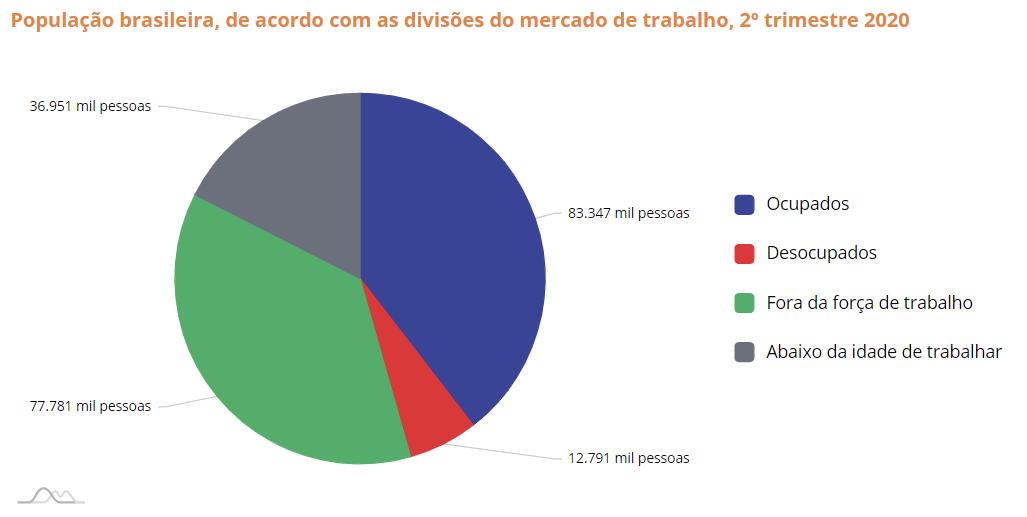 População brasileira, de acordo com as divisões do mercado de trabalho, 2º trimestre 2020
36.951 mil pessoas
83.347 mil pessoas
77.781 mil pessoas
12.791 mil pessoas
Ocupados
Desocupados
Fora da força de trabalho
Abaixo da idade de trabalhar